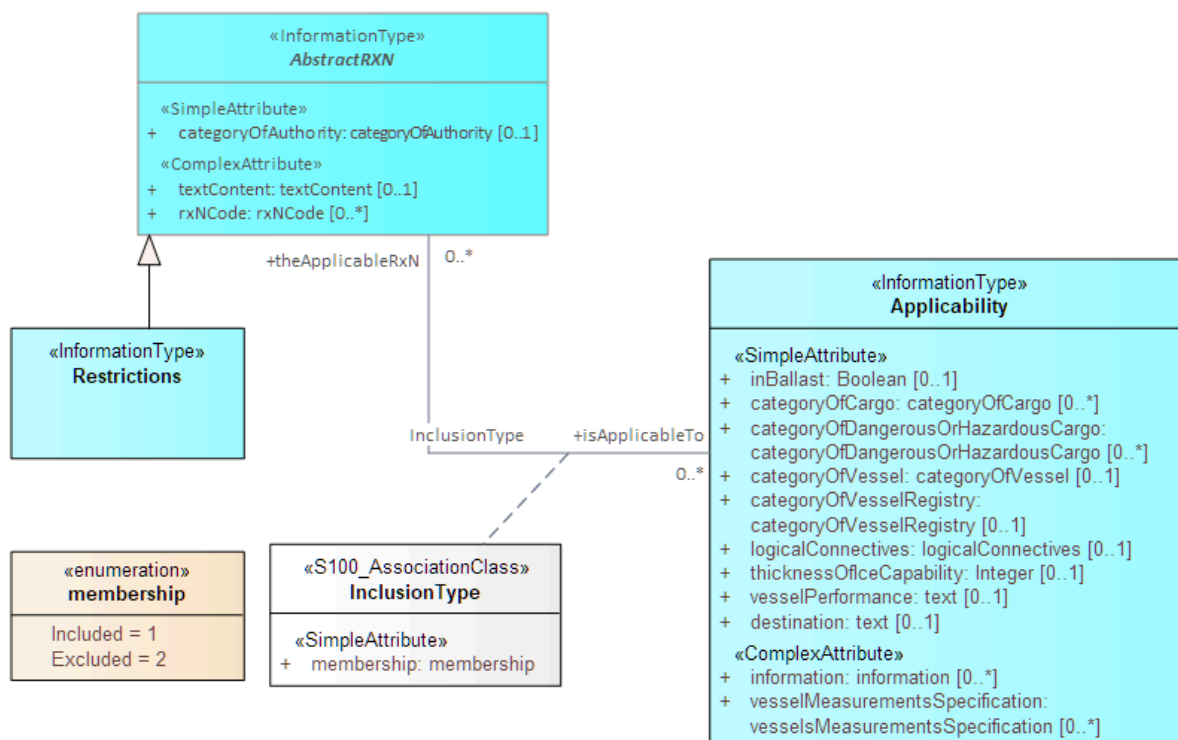 «InformationType»
AbstractRXN
«SimpleAttribute»
+ categoryOfAuthority: categoryOfAuthority [0..1]
«ComplexAttribute»
+ textContent: textContent [0..1]
+ rxNCode: rxNCode [0..*]
+theApplicableRxN
0..*
«InformationType»
Restrictions
«InformationType»
Applicability
«SimpleAttribute»
+ inBallast: Boolean [0..1]
+ categoryOfCargo: categoryOfCargo [0..*]
+ categoryOfDangerousOrHazardousCargo:
categoryOfDangerousOrHazardousCargo [0..*]
+ categoryOfVessel: categoryOfVessel [0..1]
+ categoryOfVesselRegistry:
categoryOfVesselRegistry [0..1]
+ logicalConnectives: logicalConnectives [0..1]
+ thicknessOfIceCapability: Integer [0..1]
+ vesselPerformance: text [0..1]
+ destination: text [0..1]
«ComplexAttribute»
+ information: information [0..*]
+ vesselMeasurementsSpecification:
vesselsMeasurementsSpecification [0..*]
InclusionType
+isApplicableTo
0..*
«enumeration»
membership
Included = 1
Excluded = 2
«S100_AssociationClass»
InclusionType
«SimpleAttribute»
+ membership: membership